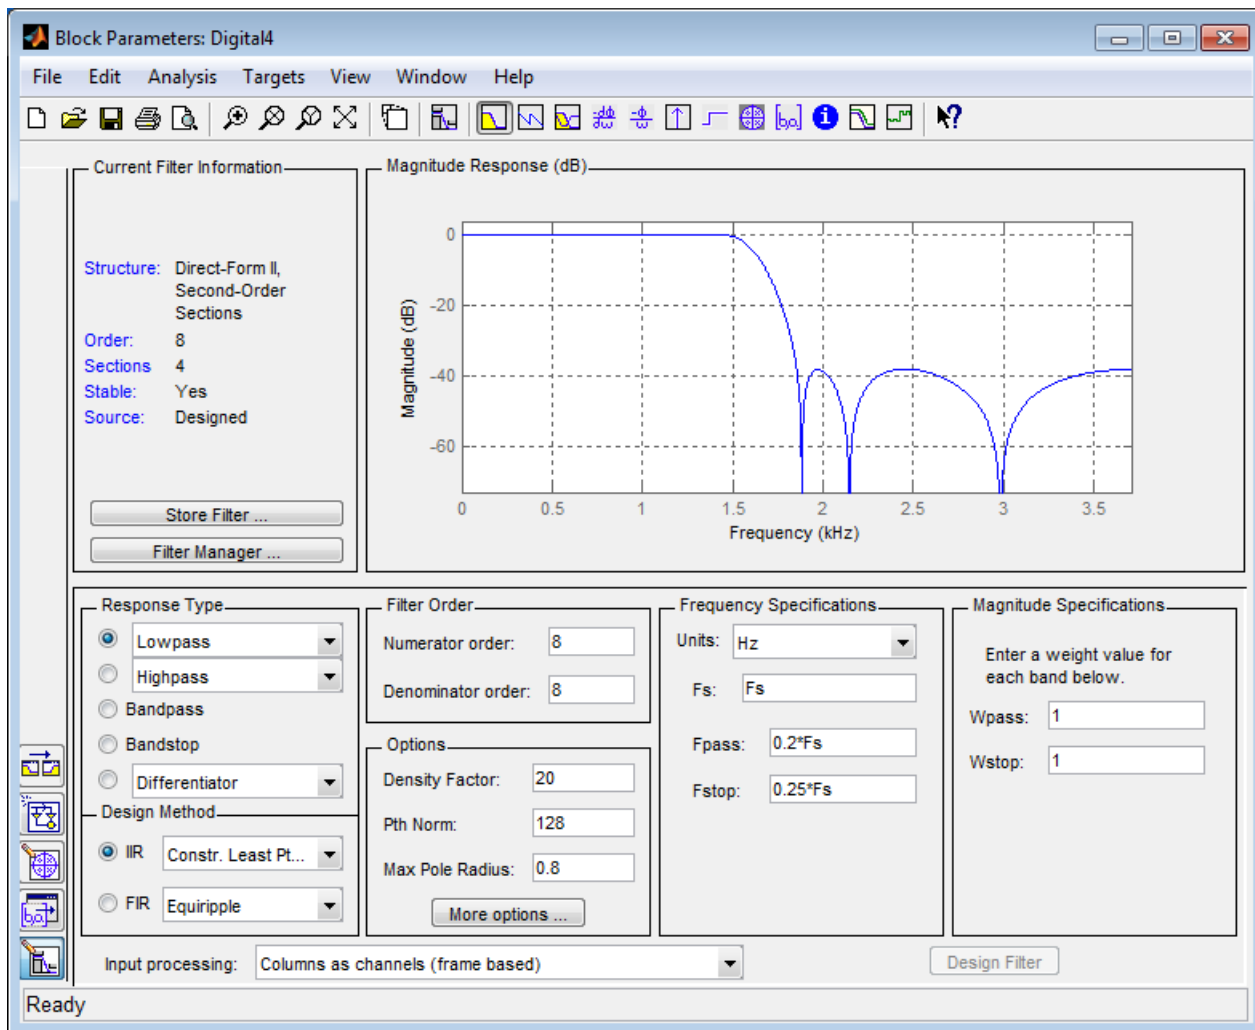 Block Parameters: Digital4
File Edit Analysis Targets View Window Help
Current Filter Information
Structure: Direct-Form II,
Second-Order
Sections
Order: 8
Sections 4
Stable: Yes
Source: Designed
Store Filter ...
Filter Manager ...
Magnitude Response (dB)
Magnitude (dB)
0
-20
-40
-60
0 0.5 1 1.5 2 2.5 3 3.5
Frequency (kHz)
Response Type
Lowpass
Highpass
Bandpass
Bandstop
Differentiator
Design Method
IIR Constr. Least Pt...
FIR Equiripple
Filter Order
Numerator order: 8
Denominator order: 8
Options
Density Factor: 20
Pth Norm: 128
Max Pole Radius: 0.8
More options ...
Frequency Specifications
Units: Hz
Fs: Fs
Fpass: 0.2*Fs
Fstop: 0.25*Fs
Magnitude Specifications
Enter a weight value for
each band below.
Wpass: 1
Wstop: 1
Input processing: Columns as channels (frame based)
Design Filter
Ready